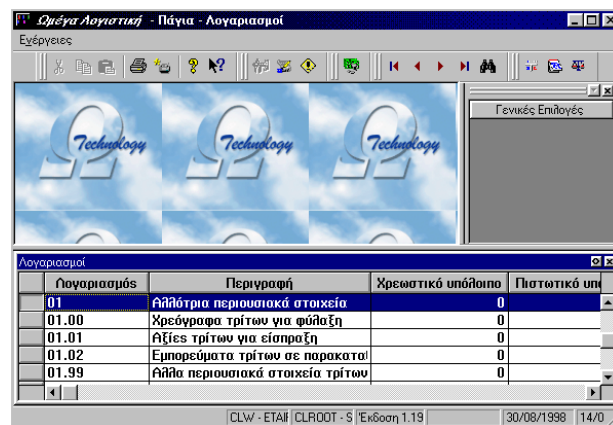 Ωμέγα Λογιστική - Πάγια - Λογαριασμοί
Ενέργειες
Technology Technology Technology
Γενικές Επιλογές
Λογαριασμοί
Λογαριασμός Περιγραφή Χρεωστικό υπόλοιπο Πιστωτικό υπο
01 Αλλότρια περιουσιακά στοιχεία 0
01.00 Χρεόγραφα τρίτων για φύλαξη 0
01.01 Αξίες τρίτων για είσπραξη 0
01.02 Εμπορεύματα τρίτων σε παρακατα 0
01.99 Αλλα περιουσιακά στοιχεία τρίτων 0
CLW - ETAIF CLROOT - S Έκδοση 1.19 30/08/1998 14/0